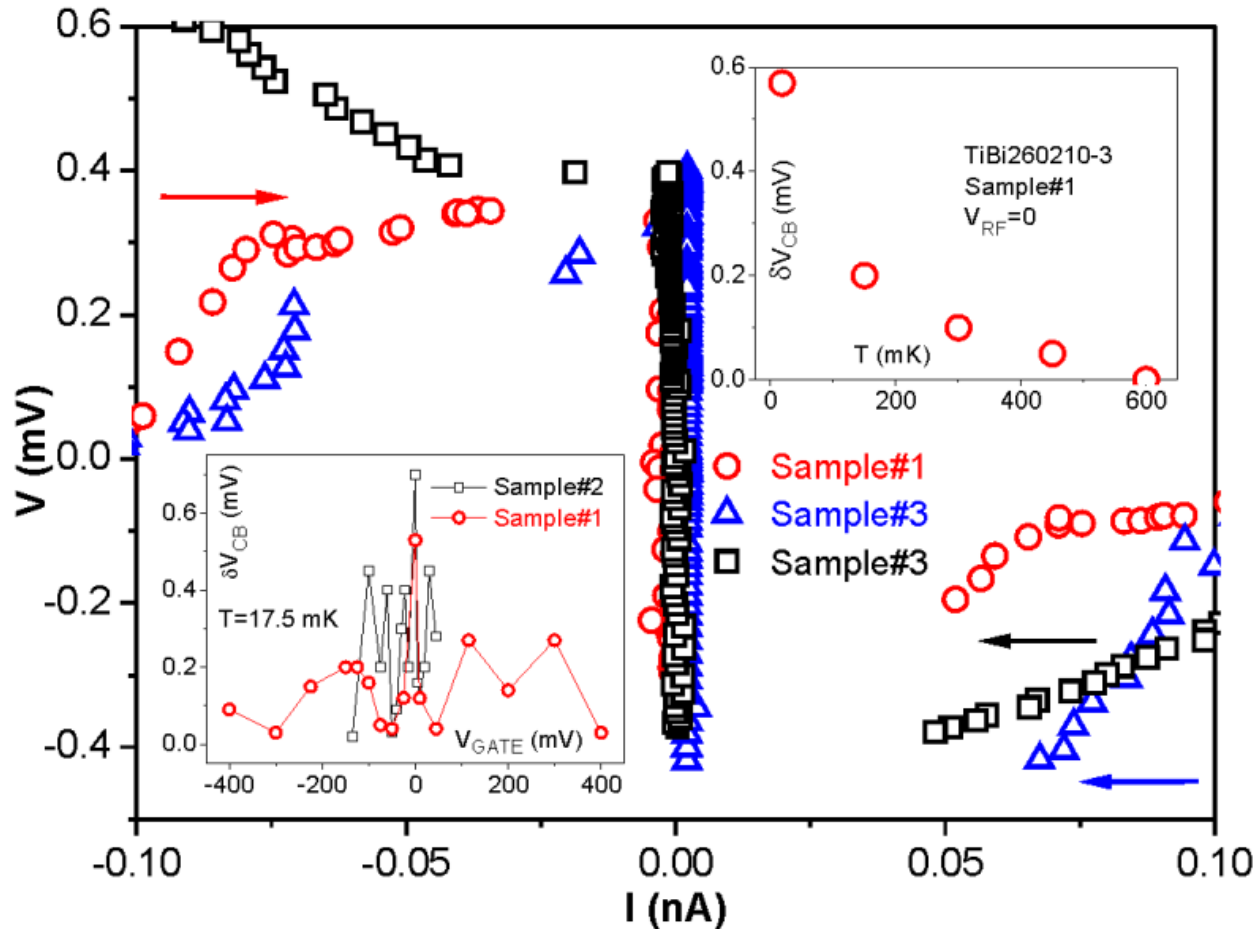 0.6
0.4
0.2
0.0
-0.2
-0.4
V (mV)
-0.10
-0.05
0.00
0.05
0.10
I (nA)
0.6
0.4
0.2
0.0
δV_CB (mV)
TiBi260210-3
Sample#1
V_RF=0
T (mK)
0
200
400
600
Sample#1
Sample#3
Sample#3
0.6
0.4
0.2
0.0
δV_CB (mV)
Sample#2
Sample#1
T=17.5 mK
V_GATE (mV)
-400
-200
0
200
400